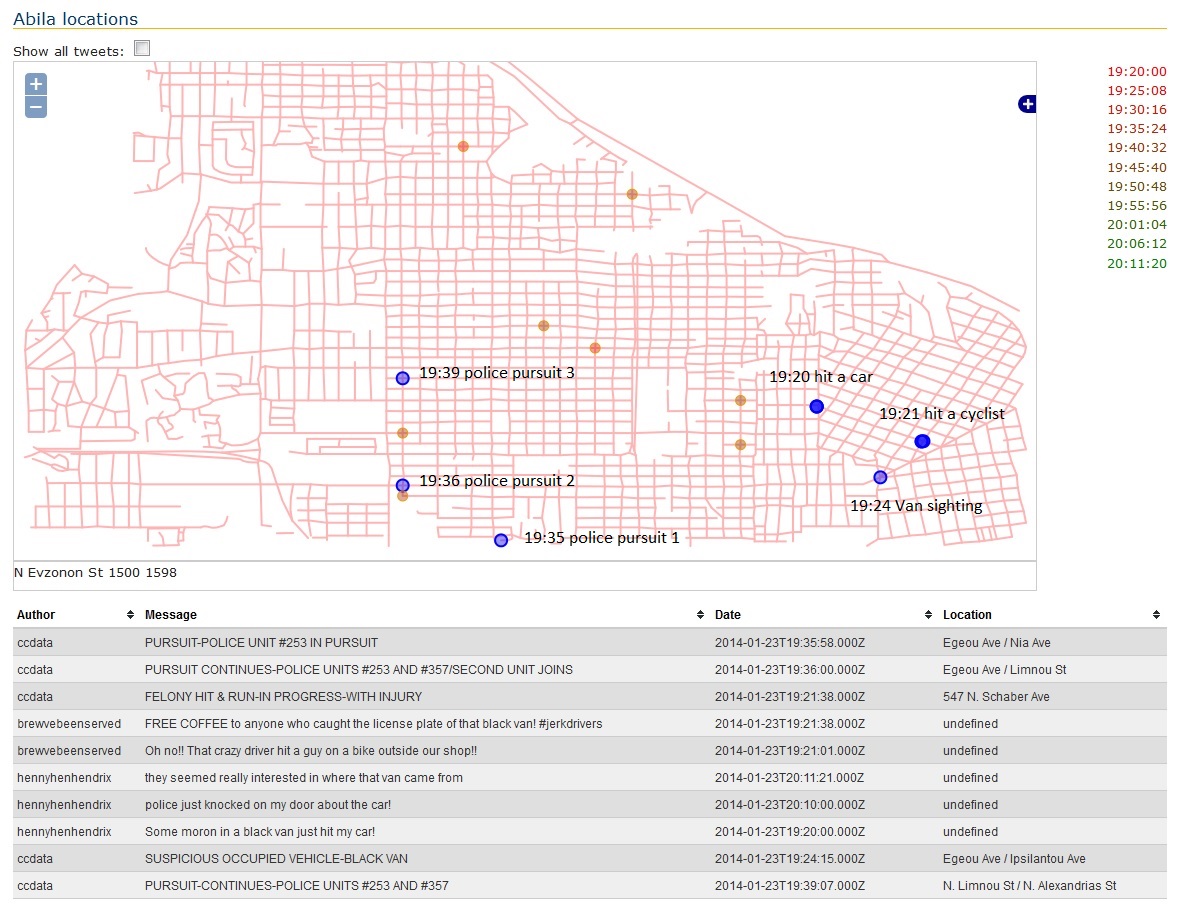 Abila locations
Show all tweets:
+
−
+
19:20:00
19:25:08
19:30:16
19:35:24
19:40:32
19:45:40
19:50:48
19:55:56
20:01:04
20:06:12
20:11:20
19:39 police pursuit 3
19:20 hit a car
19:21 hit a cyclist
19:36 police pursuit 2
19:24 Van sighting
19:35 police pursuit 1
N Evzonon St 1500 1598
Author Message Date Location
ccdata PURSUIT-POLICE UNIT #253 IN PURSUIT 2014-01-23T19:35:58.000Z Egeou Ave / Nia Ave
ccdata PURSUIT CONTINUES-POLICE UNITS #253 AND #357/SECOND UNIT JOINS 2014-01-23T19:36:00.000Z Egeou Ave / Limnou St
ccdata FELONY HIT & RUN-IN PROGRESS-WITH INJURY 2014-01-23T19:21:38.000Z 547 N. Schaber Ave
brewvebeenserved FREE COFFEE to anyone who caught the license plate of that black van! #jerkdrivers 2014-01-23T19:21:38.000Z undefined
brewvebeenserved Oh no!! That crazy driver hit a guy on a bike outside our shop!! 2014-01-23T19:21:01.000Z undefined
hennyhenhendrix they seemed really interested in where that van came from 2014-01-23T20:11:21.000Z undefined
hennyhenhendrix police just knocked on my door about the car! 2014-01-23T20:10:00.000Z undefined
hennyhenhendrix Some moron in a black van just hit my car! 2014-01-23T19:20:00.000Z undefined
ccdata SUSPICIOUS OCCUPIED VEHICLE-BLACK VAN 2014-01-23T19:24:15.000Z Egeou Ave / Ipsilantou Ave
ccdata PURSUIT-CONTINUES-POLICE UNITS #253 AND #357 2014-01-23T19:39:07.000Z N. Limnou St / N. Alexandrias St